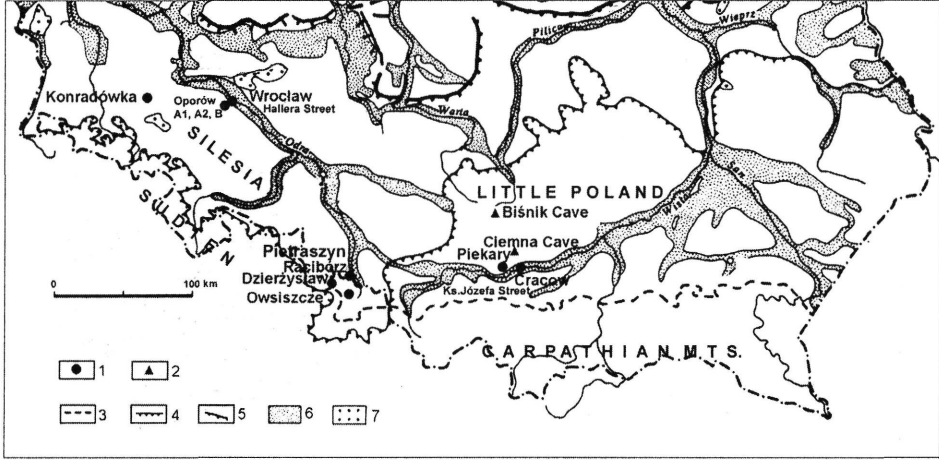 Pilica
Wieprz
Konradówka
Oporów
A1, A2, B
Wrocław
Hallera Street
Warta
SILESIA
Odra
San
LITTLE POLAND
Wisła
Biśnik Cave
SUDETEN
Ciemna Cave
Pietraszyn
Piekary
Racibórz
Dzierżysław
Cracow
Ks.Józefa Street
Owsiszcze
0 100 km
CARPATHIAN MTS.
1 2
3 4 5 6 7